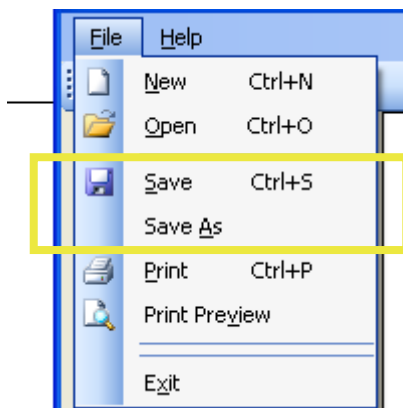 File Help
New Ctrl+N
Open Ctrl+O
Save Ctrl+S
Save As
Print Ctrl+P
Print Preview
Exit